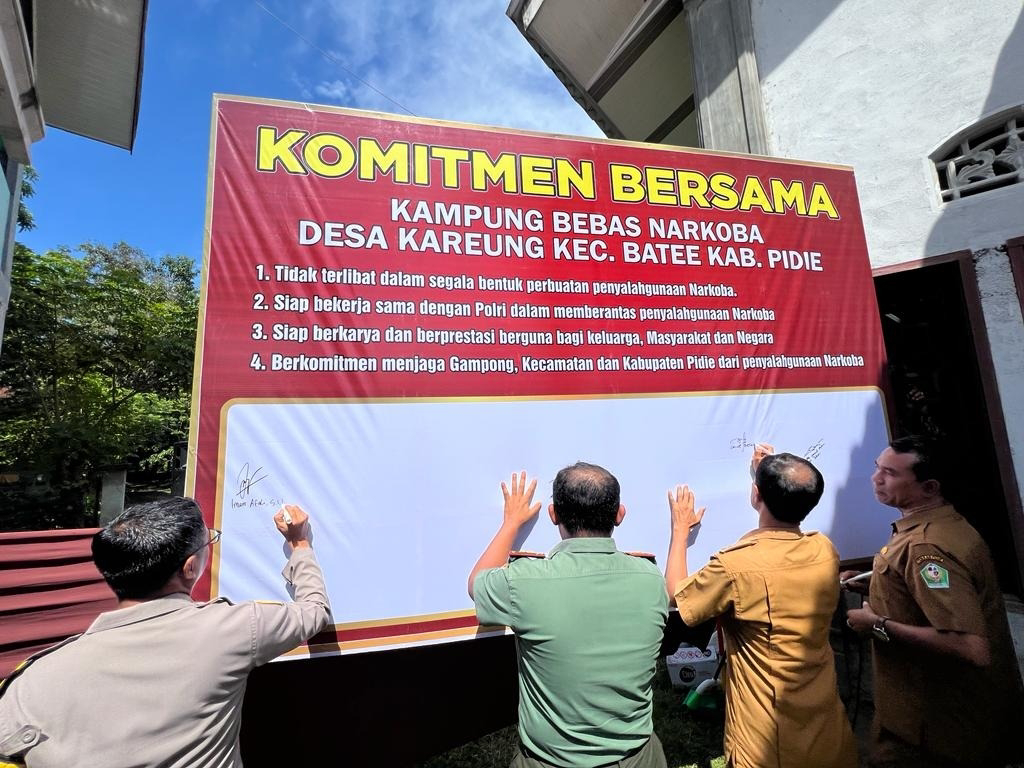 KOMITMEN BERSAMA
KAMPUNG BEBAS NARKOBA
DESA KAREUNG KEC. BATEE KAB. PIDIE
1. Tidak terlibat dalam segala bentuk perbuatan penyalahgunaan Narkoba.
2. Siap bekerja sama dengan Polri dalam memberantas penyalahgunaan Narkoba
3. Siap berkarya dan berprestasi berguna bagi keluarga, Masyarakat dan Negara
4. Berkomitmen menjaga Gampong, Kecamatan dan Kabupaten Pidie dari penyalahgunaan Narkoba